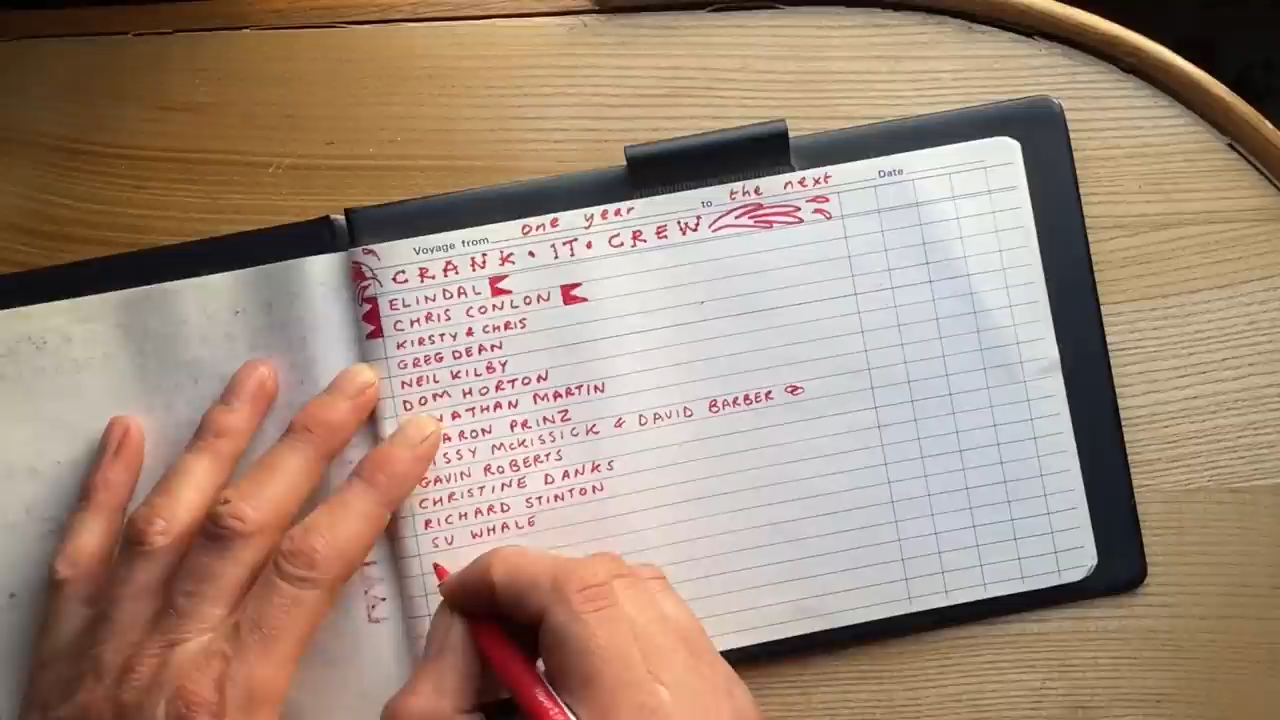 Voyage from one year to the next Date
CRANK • IT • CREW
ELINDAL
CHRIS CONLON
KIRSTY & CHRIS
GREG DEAN
NEIL KILBY
DOM HORTON
NATHAN MARTIN
ARON PRINZ
ISSY McKISSICK & DAVID BARBER
GAVIN ROBERTS
CHRISTINE DANKS
RICHARD STINTON
SU WHALE